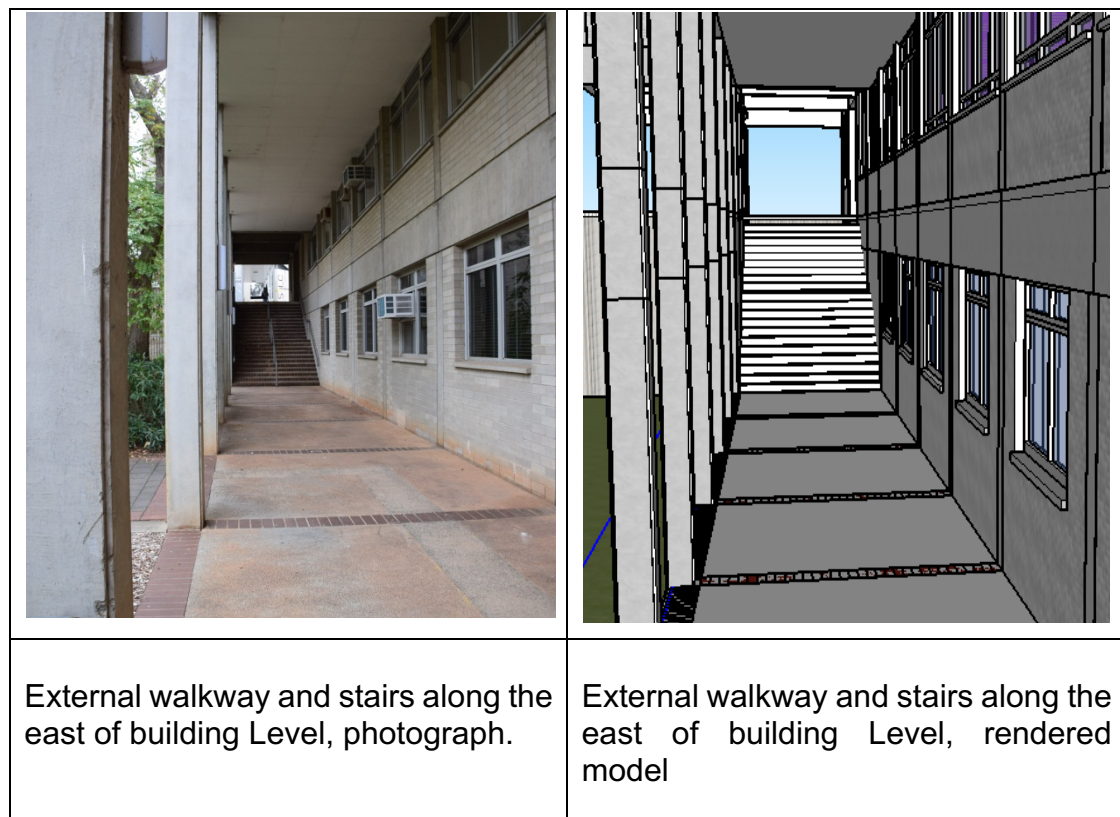 External walkway and stairs along the
east of building Level, photograph.
External walkway and stairs along the
east of building Level, rendered
model